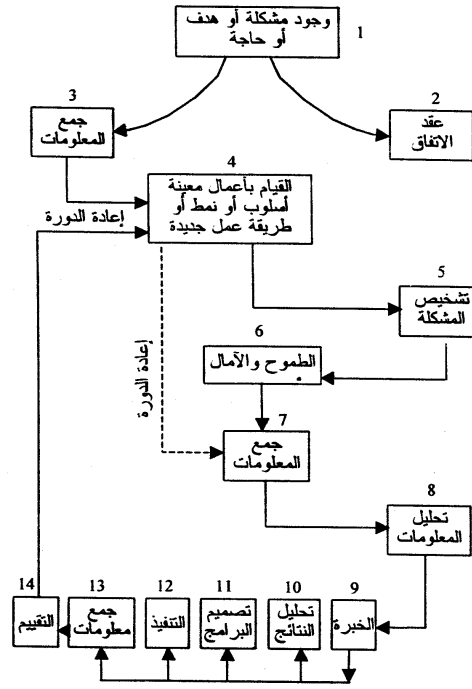 وجود مشكلة أو هدف
أو حاجة
1
2
عقد
الاتفاق
3
جمع
المعلومات
4
القيام بأعمال معينة
أسلوب أو نمط أو
طريقة عمل جديدة
إعادة الدورة
5
تشخيص
المشكلة
6
الطموح والآمال
إعادة الدورة
7
جمع
المعلومات
8
تحليل
المعلومات
9
الخبرة
10
تحليل
النتائج
11
تصميم
البرامج
12
التنفيذ
13
جمع
معلومات
14
التقييم